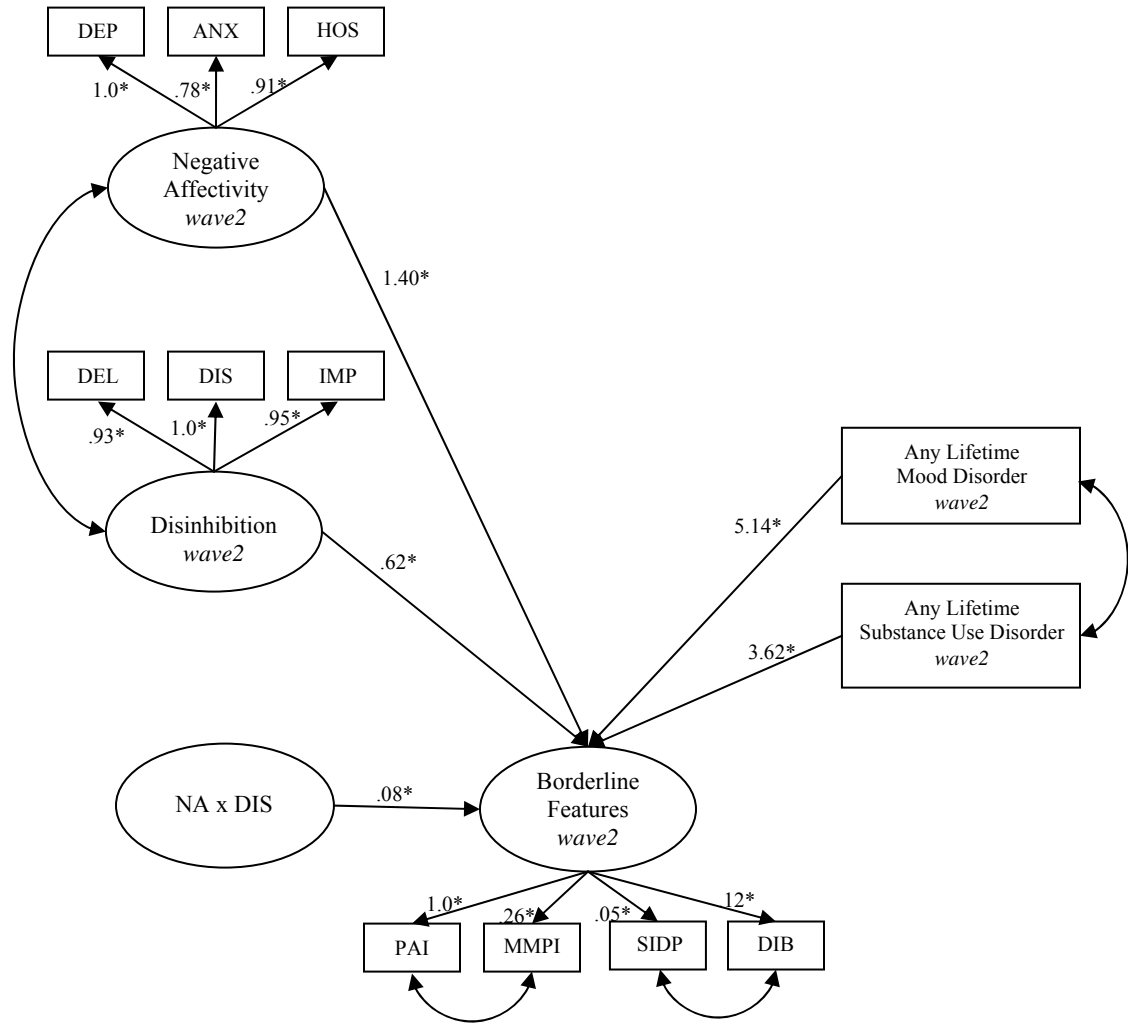 DEP
ANX
HOS
1.0*
.78*
.91*
Negative
Affectivity
wave2
1.40*
DEL
DIS
IMP
.93*
1.0*
.95*
Disinhibition
wave2
.62*
Any Lifetime
Mood Disorder
wave2
5.14*
Any Lifetime
Substance Use Disorder
wave2
3.62*
NA x DIS
.08*
Borderline
Features
wave2
1.0*
.26*
.05*
12*
PAI
MMPI
SIDP
DIB